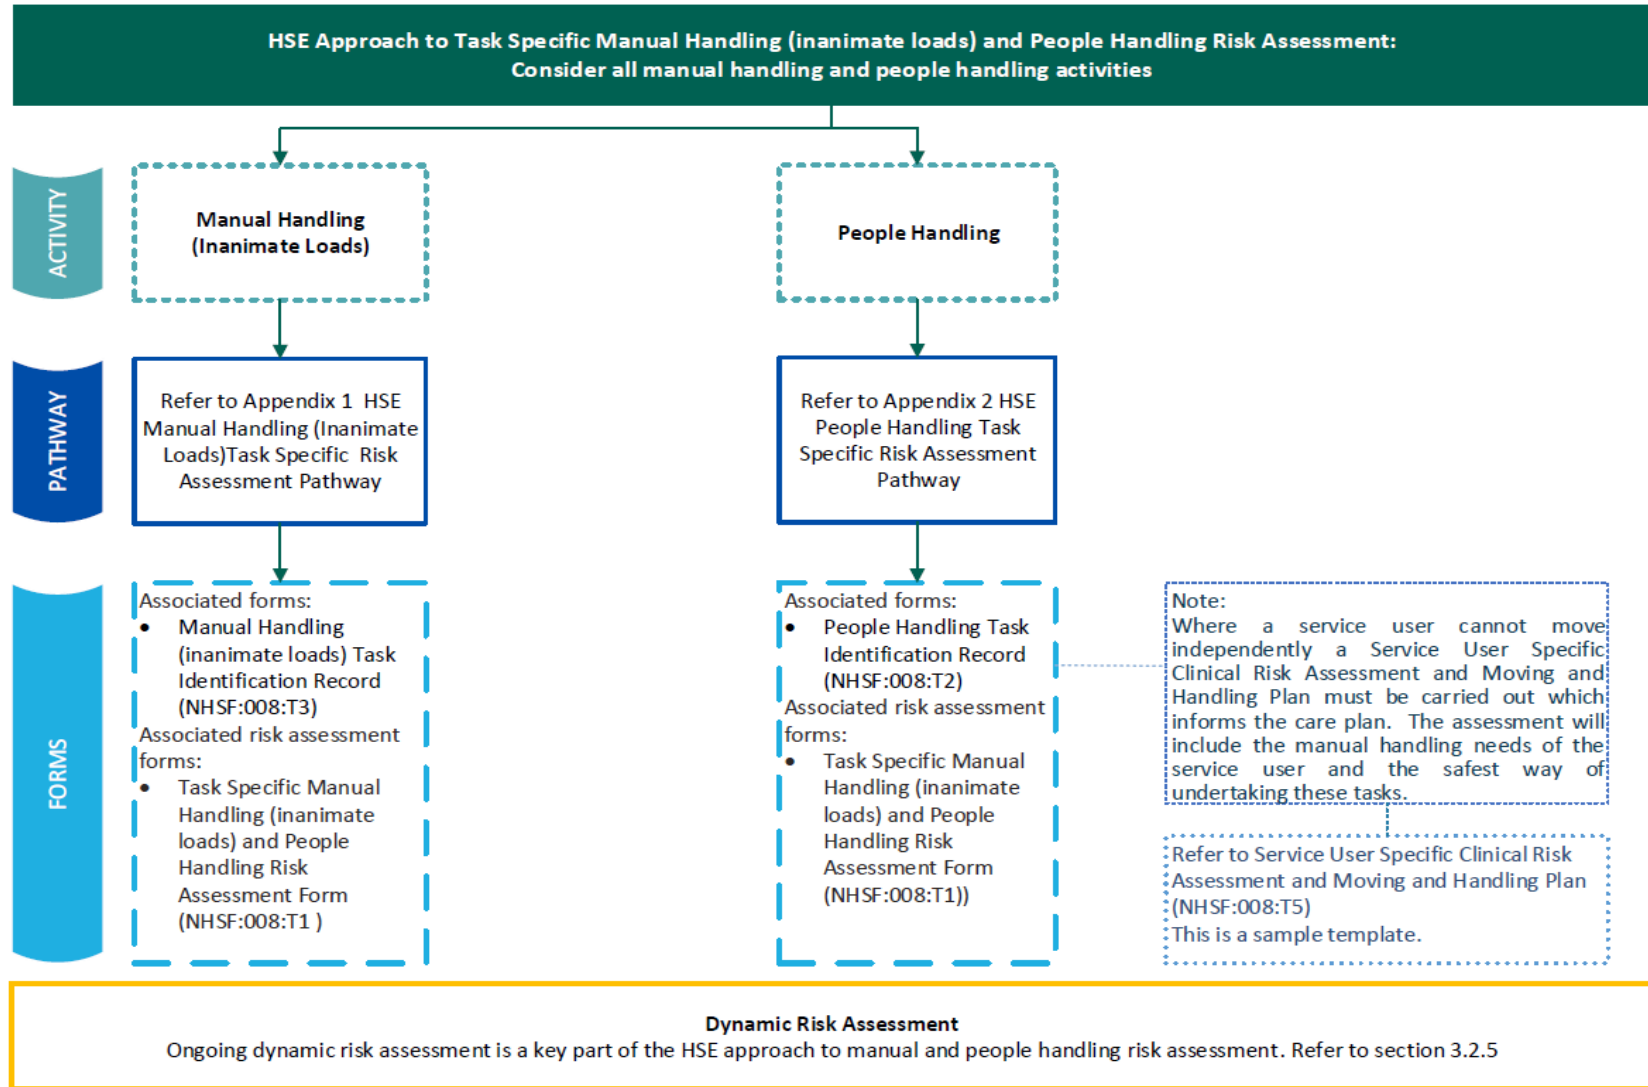 HSE Approach to Task Specific Manual Handling (inanimate loads) and People Handling Risk Assessment:
Consider all manual handling and people handling activities
ACTIVITY
Manual Handling
(Inanimate Loads)
People Handling
PATHWAY
Refer to Appendix 1  HSE
Manual Handling (Inanimate
Loads)Task Specific  Risk
Assessment Pathway
Refer to Appendix 2 HSE
People Handling Task
Specific Risk Assessment
Pathway
FORMS
Associated forms:
• Manual Handling
(inanimate loads) Task
Identification Record
(NHSF:008:T3)
Associated risk assessment
forms:
• Task Specific Manual
Handling (inanimate
loads) and People
Handling Risk
Assessment Form
(NHSF:008:T1 )
Associated forms:
• People Handling Task
Identification Record
(NHSF:008:T2)
Associated risk assessment
forms:
• Task Specific Manual
Handling (inanimate
loads) and People
Handling Risk
Assessment Form
(NHSF:008:T1))
Note:
Where a service user cannot move
independently a Service User Specific
Clinical Risk Assessment and Moving and
Handling Plan must be carried out which
informs the care plan.  The assessment will
include the manual handling needs of the
service user and the safest way of
undertaking these tasks.
Refer to Service User Specific Clinical Risk
Assessment and Moving and Handling Plan
(NHSF:008:T5)
This is a sample template.
Dynamic Risk Assessment
Ongoing dynamic risk assessment is a key part of the HSE approach to manual and people handling risk assessment. Refer to section 3.2.5